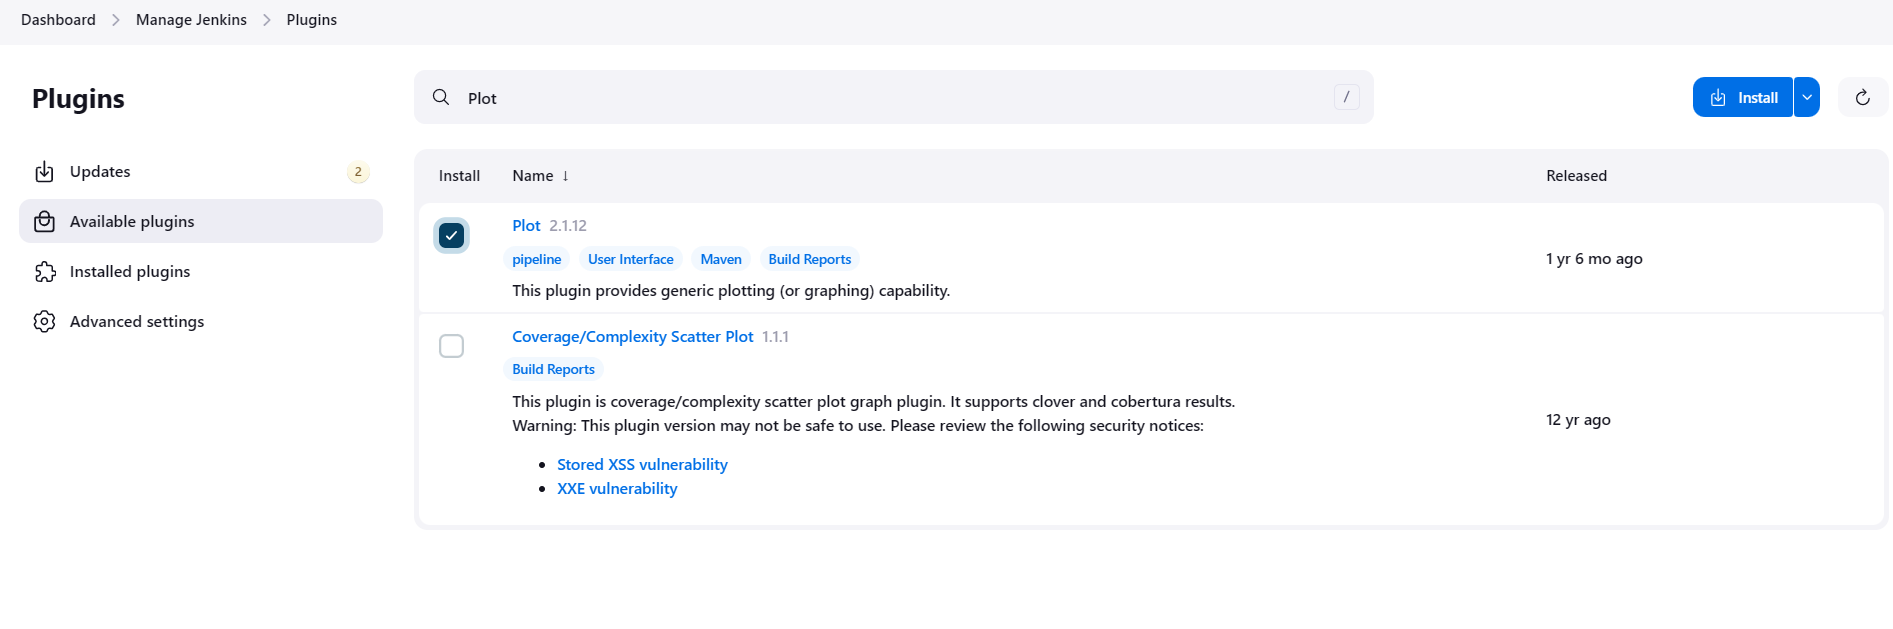 Dashboard > Manage Jenkins > Plugins
Plugins
Updates 2
Available plugins
Installed plugins
Advanced settings
Plot /
Install
Install Name ↓ Released
Plot 2.1.12
pipeline User Interface Maven Build Reports
This plugin provides generic plotting (or graphing) capability.
1 yr 6 mo ago
Coverage/Complexity Scatter Plot 1.1.1
Build Reports
This plugin is coverage/complexity scatter plot graph plugin. It supports clover and cobertura results.
Warning: This plugin version may not be safe to use. Please review the following security notices:
• Stored XSS vulnerability
• XXE vulnerability
12 yr ago